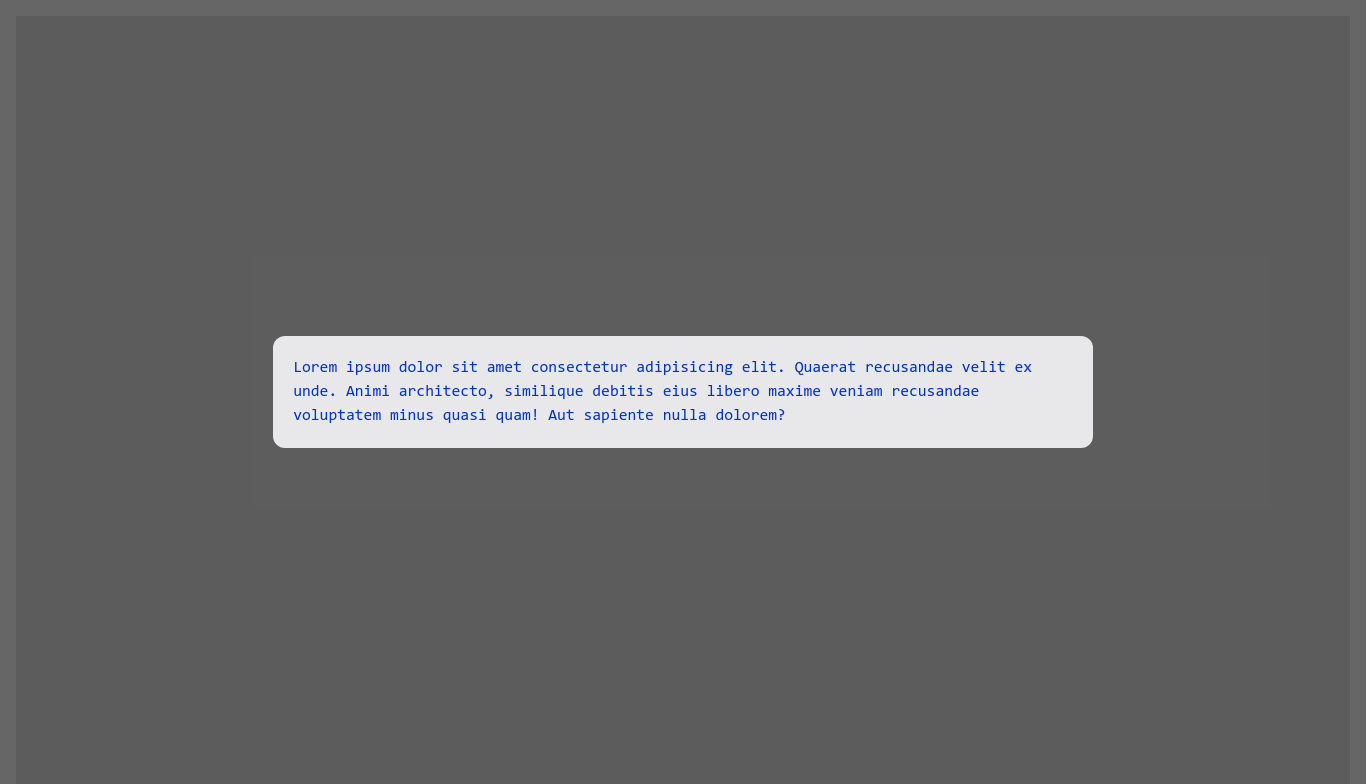 Lorem ipsum dolor sit amet consectetur adipisicing elit. Quaerat recusandae velit ex
unde. Animi architecto, similique debitis eius libero maxime veniam recusandae
voluptatem minus quasi quam! Aut sapiente nulla dolorem?